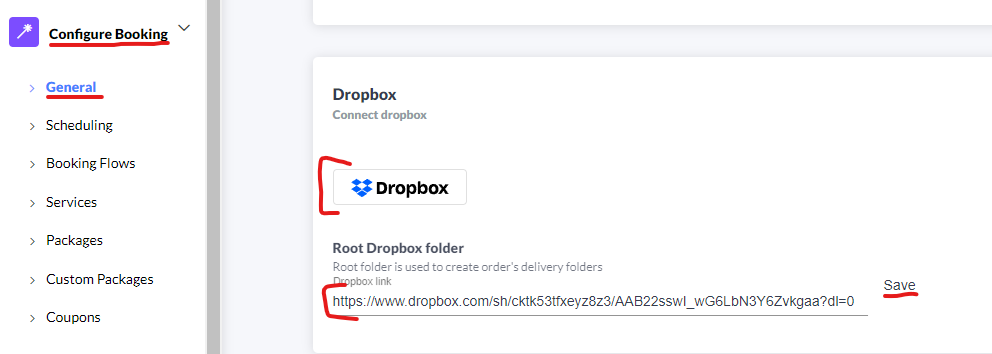 Configure Booking
General
Scheduling
Booking Flows
Services
Packages
Custom Packages
Coupons
Dropbox
Connect dropbox
Dropbox
Root Dropbox folder
Root folder is used to create order's delivery folders
Dropbox link
https://www.dropbox.com/sh/cktk53tfxeyz8z3/AAB22sswI_wG6LbN3Y6Zvkgaa?dl=0
Save